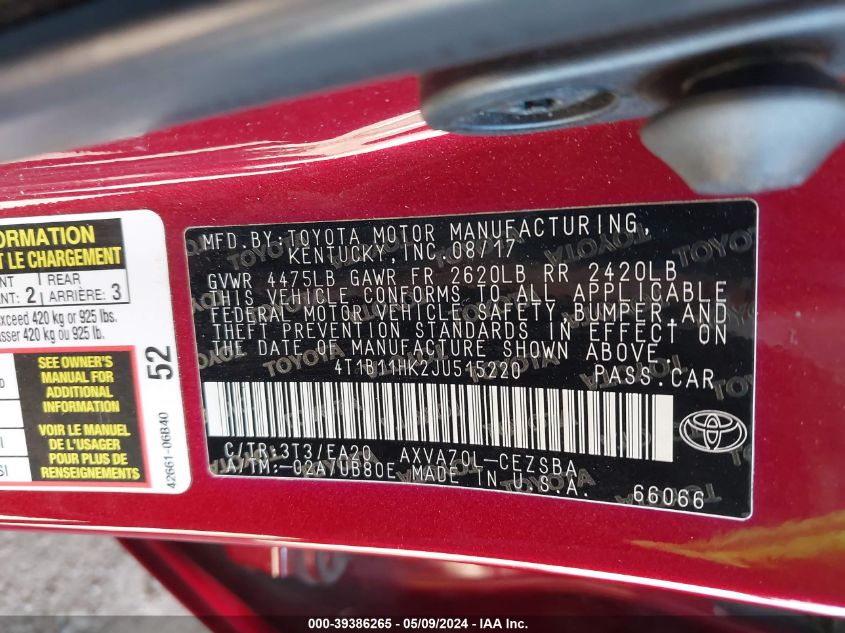 ORMATION
T LE CHARGEMENT
NT 2 REAR
ANT: ARRIÈRE: 3
exceed 420 kg or 925 lbs.
asser 420 kg ou 925 lb.
SEE OWNER'S
MANUAL FOR
ADDITIONAL
INFORMATION
VOIR LE MANUEL
DE L'USAGER
POUR PLUS DE
RENSEIGNEMENTS
52
42661-06B40
MFD.BY:TOYOTA MOTOR MANUFACTURING,
KENTUCKY,INC.08/17
GVWR 4475LB GAWR FR 2620LB RR 2420LB
THIS VEHICLE CONFORMS TO ALL APPLICABLE
FEDERAL MOTOR VEHICLE SAFETY,BUMPER AND
THEFT PREVENTION STANDARDS IN EFFECT ON
THE DATE OF MANUFACTURE SHOWN ABOVE.
4T1B11HK2JU515220 PASS.CAR
C/TR:3T3/EA20 AXVA70L-CEZSBA
A/TM:-02A/UB80E MADE IN U.S.A.
66066
TOYOTA
000-39386265 - 05/09/2024 - IAA Inc.